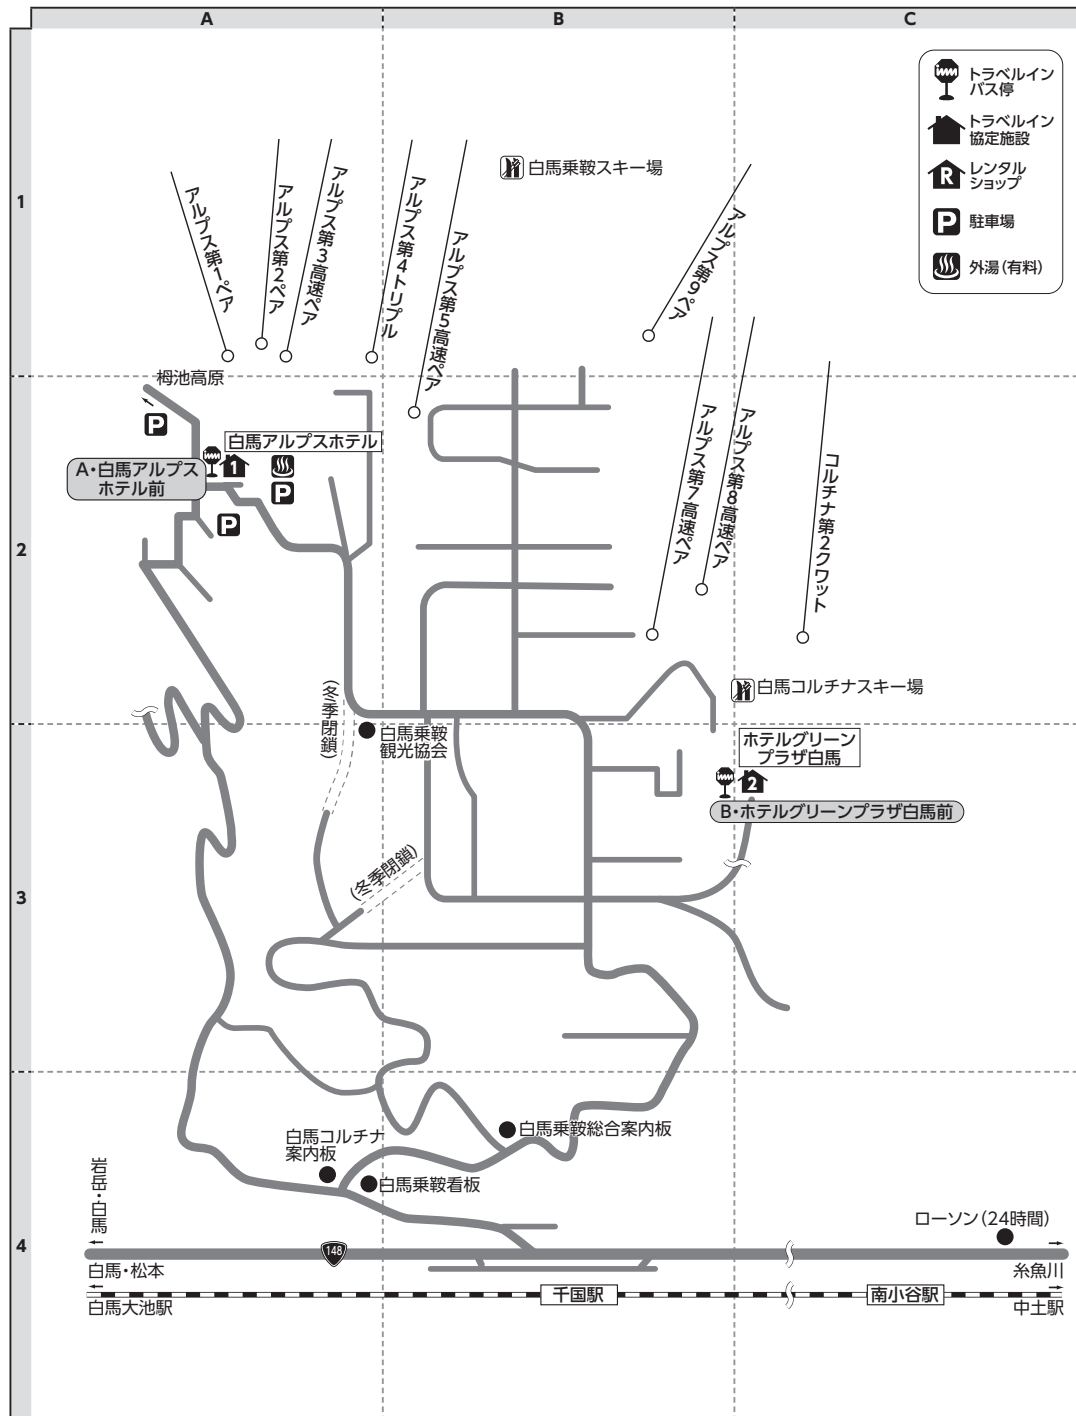 A
B
C
1
2
3
4
トラベルイン
バス停
トラベルイン
協定施設
R
レンタル
ショップ
P
駐車場
外湯(有料)
白馬乗鞍スキー場
アルプス第1ペア
アルプス第2ペア
アルプス第3高速ペア
アルプス第4トリプル
アルプス第5高速ペア
アルプス第9ペア
栂池高原
P
白馬アルプスホテル
1
A・白馬アルプス
ホテル前
P
P
アルプス第7高速ペア
アルプス第8高速ペア
コルチナ第2クワット
白馬コルチナスキー場
(冬季閉鎖)
白馬乗鞍
観光協会
ホテルグリーン
プラザ白馬
2
B・ホテルグリーンプラザ白馬前
(冬季閉鎖)
白馬乗鞍総合案内板
白馬コルチナ
案内板
白馬乗鞍看板
岩岳・白馬
ローソン(24時間)
148
白馬・松本
糸魚川
千国駅
南小谷駅
白馬大池駅
中土駅